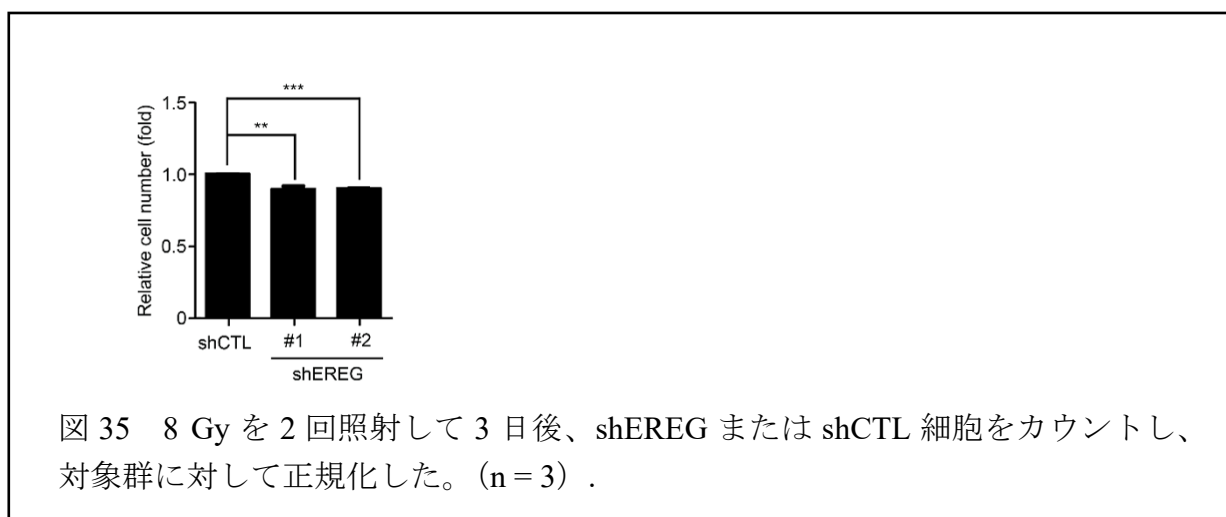 ***
**
1.5
1.0
0.5
0
Relative cell number (fold)
shCTL #1 #2
shEREG
図 35 8 Gy を 2 回照射して 3 日後、shEREG または shCTL 細胞をカウントし、
対象群に対して正規化した。(n = 3) .